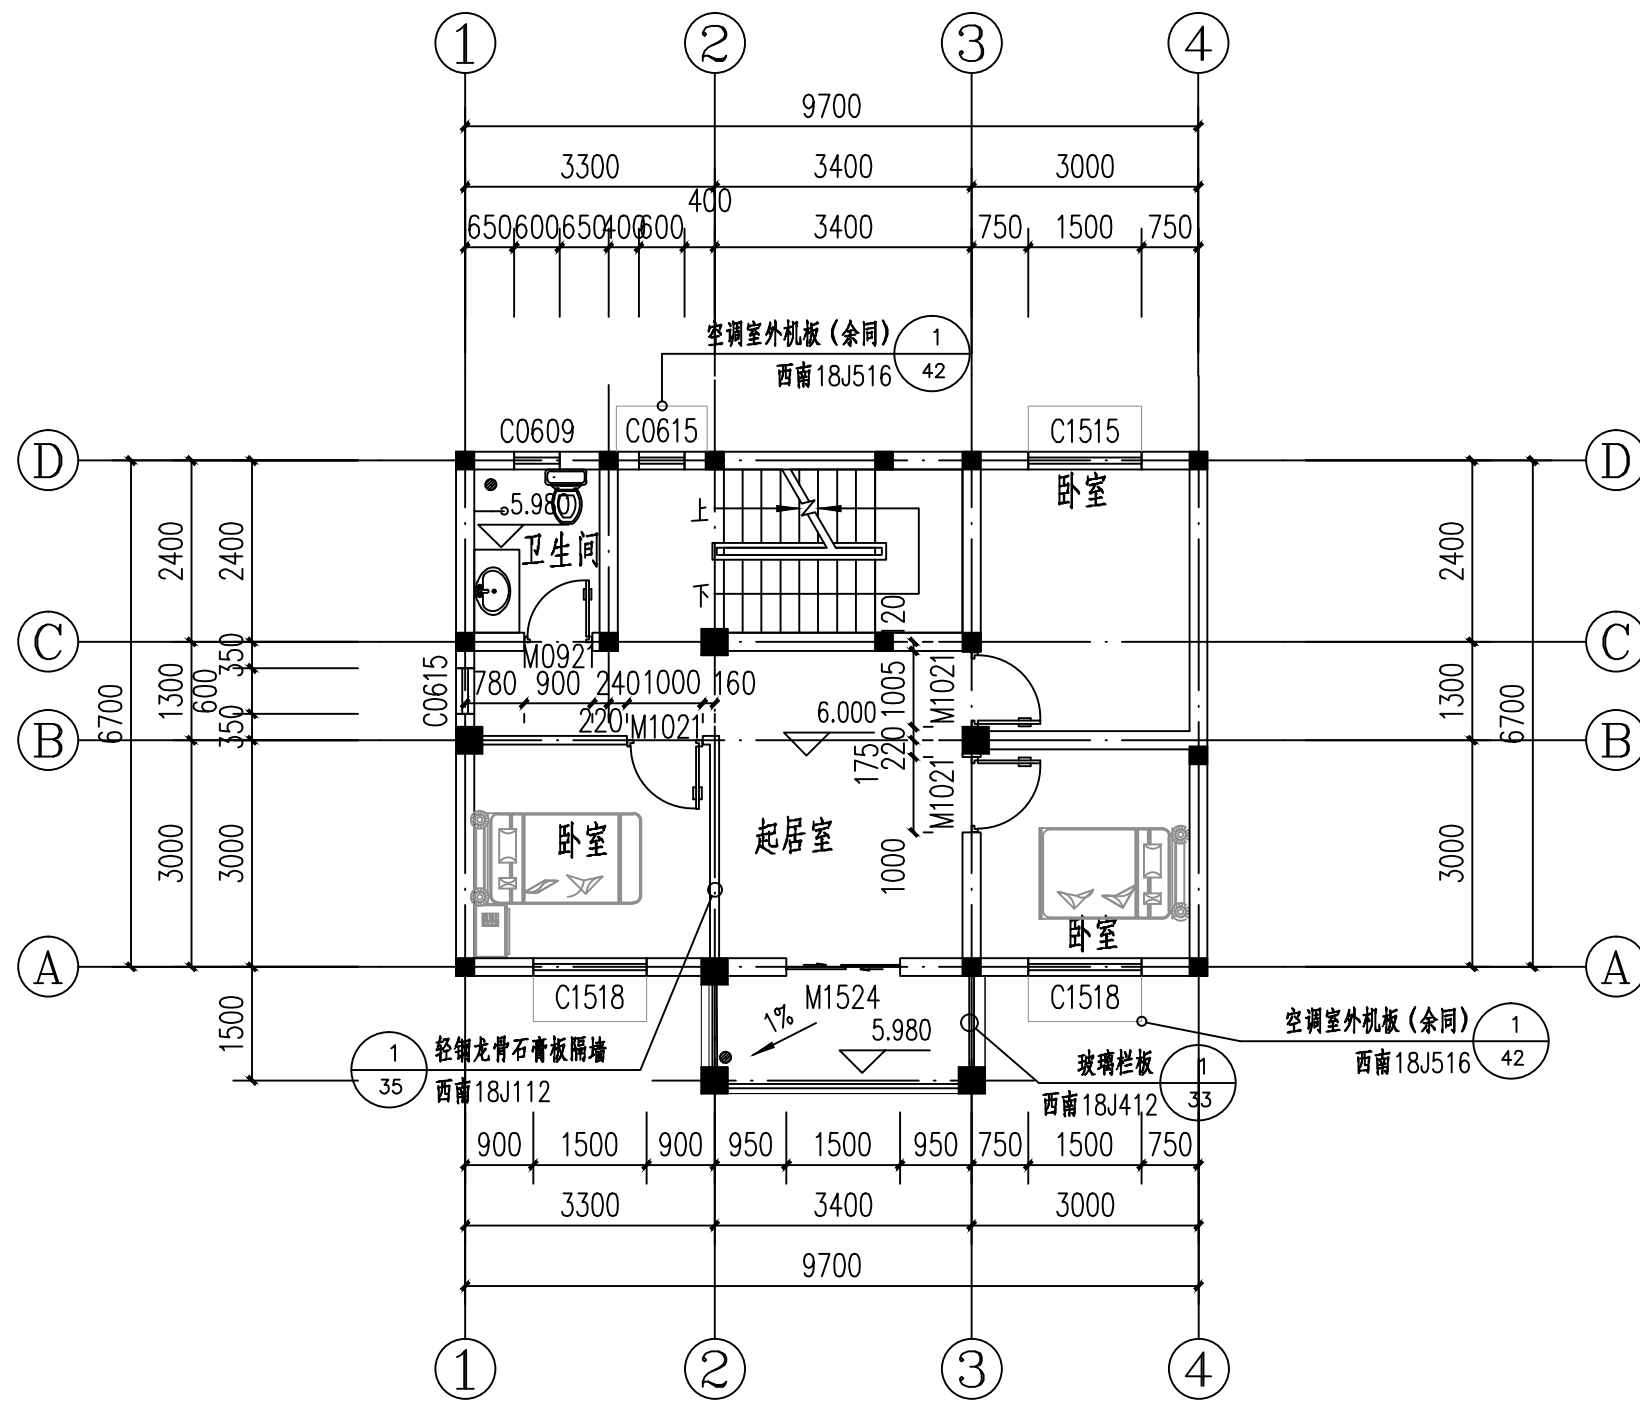 1 2 3 4
9700
3300 3400 3000
400
650 600 650 400 600 3400 750 1500 750
空调室外机板（余同） 1
西南18J516 42
C0609 C0615 C1515
D D
卧室
5.980
上
卫生间
2400 2400 2400
下
120
C C
M0921
350
C0615
780 900 240 1000 160
1005
M1021
6700 1300 600 1300 6700
220 M1021
6.000
B B
350
175 220
M1021
卧室
起居室
3000 3000 1000 3000
卧室
A A
C1518 M1524 C1518
1500
1% 5.980
空调室外机板（余同） 1
西南18J516 42
1 轻钢龙骨石膏板隔墙
35 西南18J112
玻璃栏板 1
西南18J412 33
900 1500 900 950 1500 950 750 1500 750
3300 3400 3000
9700
1 2 3 4